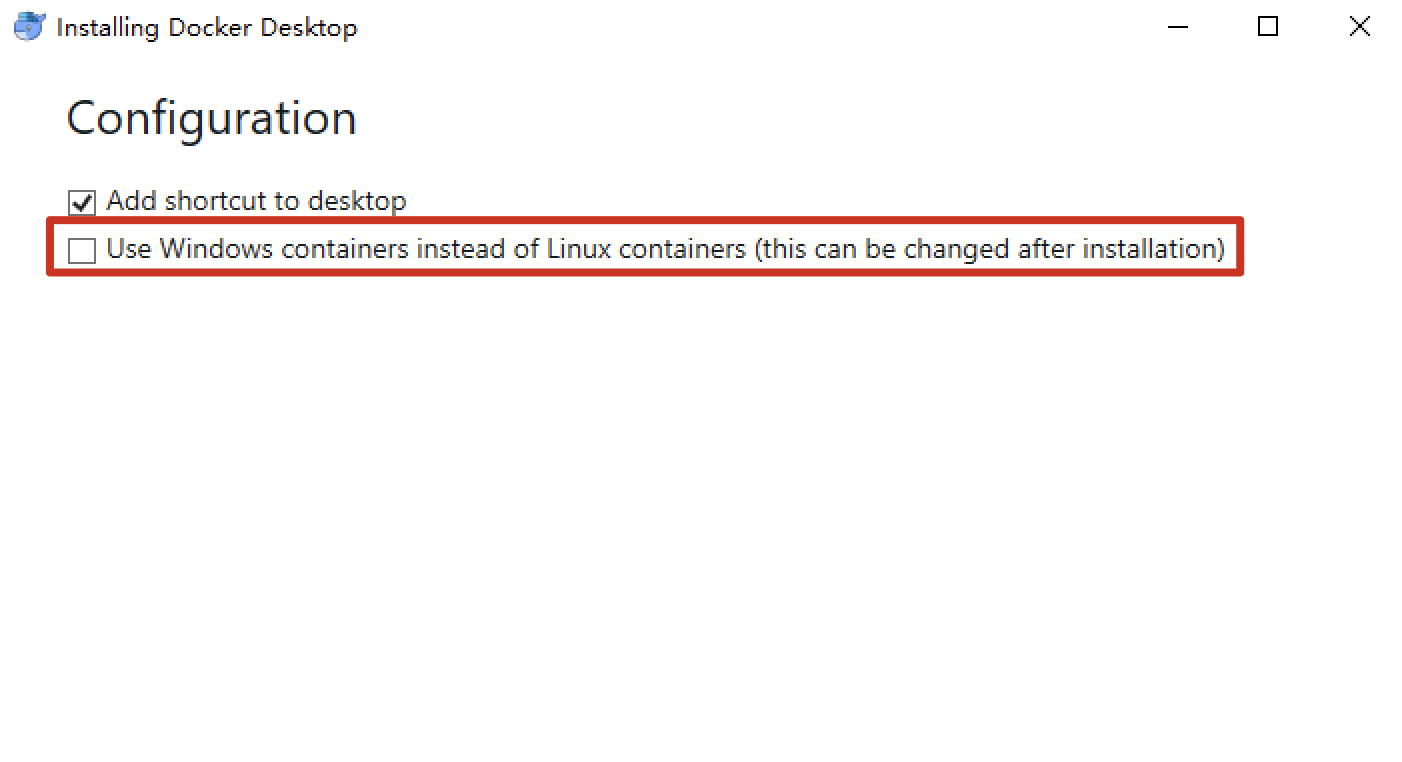 Installing Docker Desktop
Configuration
Add shortcut to desktop
Use Windows containers instead of Linux containers (this can be changed after installation)